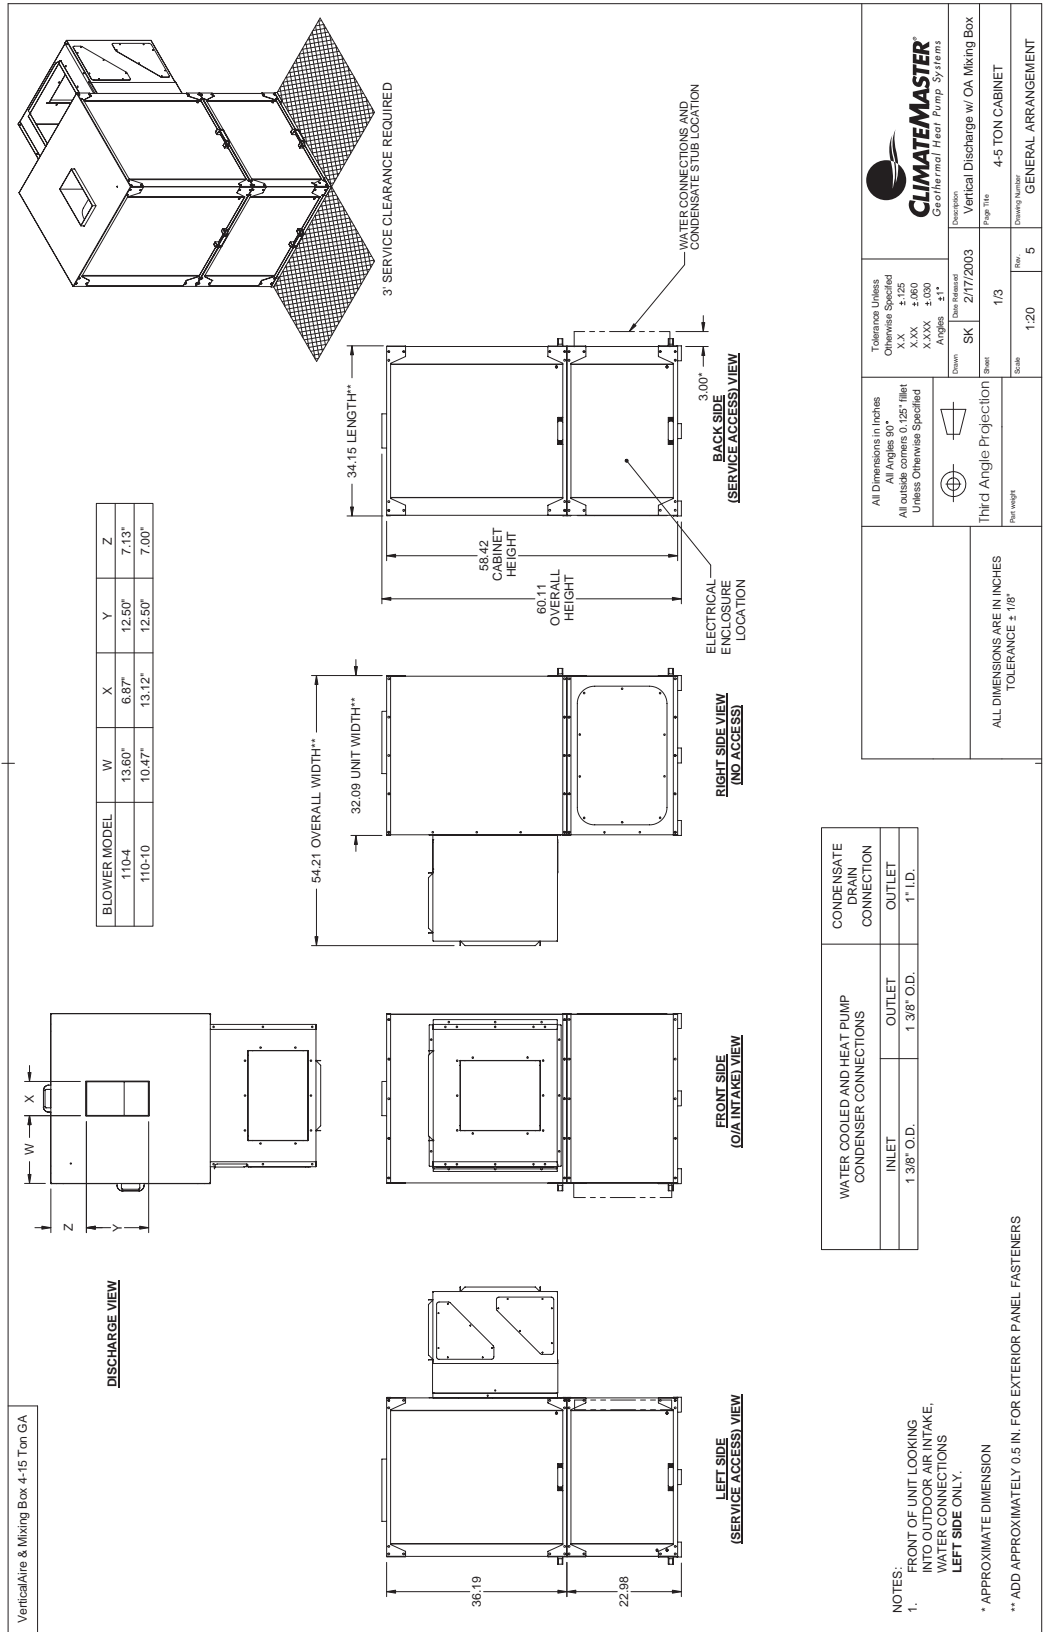 VerticalAire & Mixing Box 4-15 Ton GA
DISCHARGE VIEW
Z
Y
W
X
BLOWER MODEL W X Y Z
110-4 13.60" 6.87" 12.50" 7.13"
110-10 10.47" 13.12" 12.50" 7.00"
3' SERVICE CLEARANCE REQUIRED
36.19
22.98
LEFT SIDE
(SERVICE ACCESS) VIEW
FRONT SIDE
(O/A INTAKE) VIEW
54.21 OVERALL WIDTH**
32.09 UNIT WIDTH**
RIGHT SIDE VIEW
(NO ACCESS)
60.11
OVERALL
HEIGHT
58.42
CABINET
HEIGHT
34.15 LENGTH**
ELECTRICAL
ENCLOSURE
LOCATION
3.00*
BACK SIDE
(SERVICE ACCESS) VIEW
WATER CONNECTIONS AND
CONDENSATE STUB LOCATION
WATER COOLED AND HEAT PUMP
CONDENSER CONNECTIONS
CONDENSATE
DRAIN
CONNECTION
INLET OUTLET OUTLET
1 3/8" O.D. 1 3/8" O.D. 1" I.D.
NOTES:
1. FRONT OF UNIT LOOKING
INTO OUTDOOR AIR INTAKE,
WATER CONNECTIONS
LEFT SIDE ONLY.
* APPROXIMATE DIMENSION
** ADD APPROXIMATELY 0.5 IN. FOR EXTERIOR PANEL FASTENERS
ALL DIMENSIONS ARE IN INCHES
TOLERANCE ± 1/8"
All Dimensions in Inches
All Angles 90°
All outside corners 0.125" fillet
Unless Otherwise Specified
Third Angle Projection
Part weight
Tolerance Unless
Otherwise Specified
X.X ±.125
X.XX ±.060
X.XXX ±.030
Angles ±1°
CLIMATEMASTER®
Geothermal Heat Pump Systems
Drawn
SK
Date Released
2/17/2003
Description
Vertical Discharge w/ OA Mixing Box
Sheet
1/3
Page Title
4-5 TON CABINET
Scale
1:20
Rev.
5
Drawing Number
GENERAL ARRANGEMENT